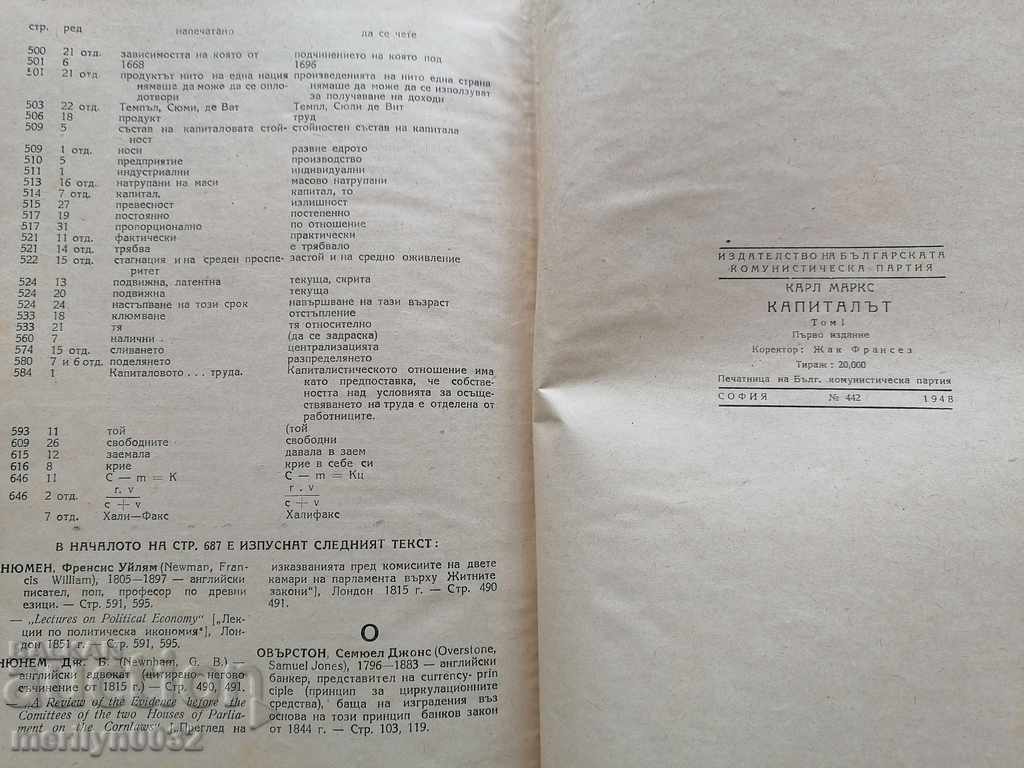 стр. ред напечатано да се чете
500 21 отд. зависимостта на която от подчинението на която под
501 6 1668 1696
501 21 отд. продуктът нито на една нация произведенията на нито една страна
нямаше да може да се опло- нямаше да може да се използуват
дотвори за получаване на доходи
503 22 отд. Темпъл, Сюми, де Ват Темпл, Сюли де Вит
506 18 продукт труд
509 5 състав на капиталовата стой- стойностен състав на капитала
ност
509 1 отд. носи развие едрото
510 5 предприятие производство
511 1 индустриални индивидуални
513 16 отд. натрупани на маси масово натрупани
514 7 отд. капитал, капитал, то
515 27 превесност излишност
517 19 постоянно постепенно
517 31 пропорционално по отношение
521 11 отд. фактически практически
521 14 отд. трябва е трябвало
522 15 отд. стагнация и на среден проспе- застой и на средно оживление
ритет
524 13 подвижна, латентна текуща, скрита
524 20 подвижна текуща
524 24 настъпване на този срок навършване на тази възраст
533 18 клюмване отстъпление
533 21 тя тя относително
560 7 налични (да се задраска)
574 15 отд. сливането централизацията
580 7 и 6 отд. поделянето разпределянето
584 1 Капиталовото . . . труда. Капиталистическото отношение има
като предпоставка, че собстве-
ността над условията за осъще-
ствяването на труда е отделена от
работниците.
593 11 той (той
609 26 свободните свободни
615 12 заемала давала в заем
616 8 крие крие в себе си
646 11 C — m = K C — m = Кц
646 2 отд. r. v r . v
c + v c + v
7 отд. Хали-Факс Халифакс
В НАЧАЛОТО НА СТР. 687 Е ИЗПУСНАТ СЛЕДНИЯТ ТЕКСТ:
НЮМЕН, Френсис Уйлям (Newman, Fran-
cis William), 1805—1897 — английски
писател, поп, професор по древни
езици. — Стр. 591, 595.
— „Lectures on Political Economy" [„Лек-
ции по политическа икономия"], Лон-
дон 1851 г. — Стр. 591, 595.
НЮНЕМ Дж. Б. (Newnham, G. B.) —
английски адвокат (цитирено негово
съчинение от 1815 г.) — Стр. 490, 491.
— „A Review of the Evidence before the
Comittees of the two Houses of Parlia-
ment on the Cornlaws" [„Преглед на
изказванията пред комисиите на двете
камари на парламента върху Житните
закони"], Лондон 1815 г. — Стр. 490
491.
О
ОВЪРСТОН, Семюел Джонс (Overstone,
Samuel Jones), 1796—1883 — английски
банкер, представител на currency-prin
ciple (принцип за циркулационните
средства), баща на изградения въз
основа на този принцип банков закон
от 1844 г. — Стр. 103, 119.
ИЗДАТЕЛСТВО НА БЪЛГАРСКАТА
КОМУНИСТИЧЕСКА ПАРТИЯ
КАРЛ МАРКС
КАПИТАЛЪТ
Том I
Първо издание
Коректор: Жак Франсез
Тираж: 20,000
Печатница на Бълг. комунистическа партия
СОФИЯ № 442 1948
БАЛКАН
auction
merilyn0032